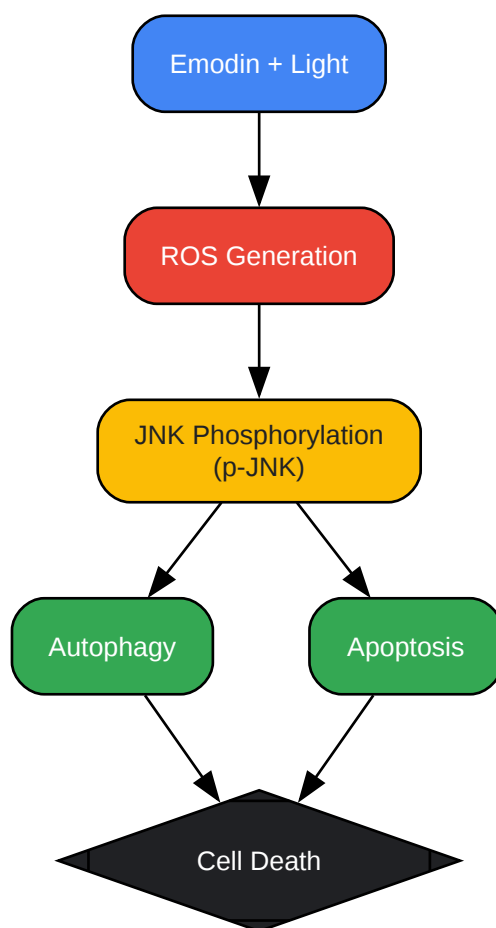 Emodin + Light
ROS Generation
JNK Phosphorylation
(p-JNK)
Autophagy
Apoptosis
Cell Death